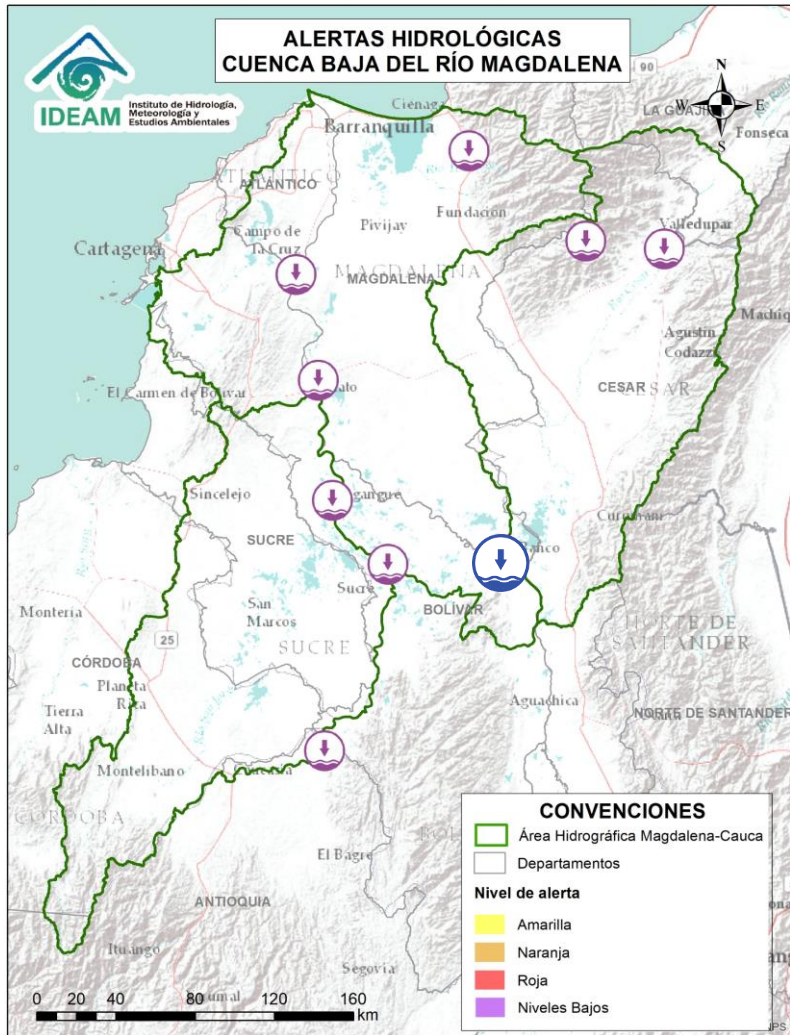 ALERTAS HIDROLÓGICAS
CUENCA BAJA DEL RÍO MAGDALENA
IDEAM
Instituto de Hidrología,
Meteorología y
Estudios Ambientales
N
W
E
S
90
LA GUAJIRA
Fonseca
Ciénaga
Barranquilla
ATLÁNTICO
ATLÁNTICO
Fundación
Pivijay
Valledupar
Campo de
la Cruz
Cartagena
MAGDALENA
MAGDALENA
Agustín
Codazzi
CESAR
CESAR
El Carmen de Bolívar
Sincelejo
Curumaní
SUCRE
Sucre
BOLÍVAR
San
Marcos
SUCRE
Montería
25
CÓRDOBA
Planeta
Rica
Tierra
Alta
NORTE DE
SANTANDER
NORTE DE SANTANDER
Aguachica
Montelíbano
CÓRDOBA
El Bagre
ANTIOQUIA
Ituango
Segovia
CONVENCIONES
Área Hidrográfica Magdalena-Cauca
Departamentos
Nivel de alerta
Amarilla
Naranja
Roja
Niveles Bajos
0 20 40 80 120 160
km